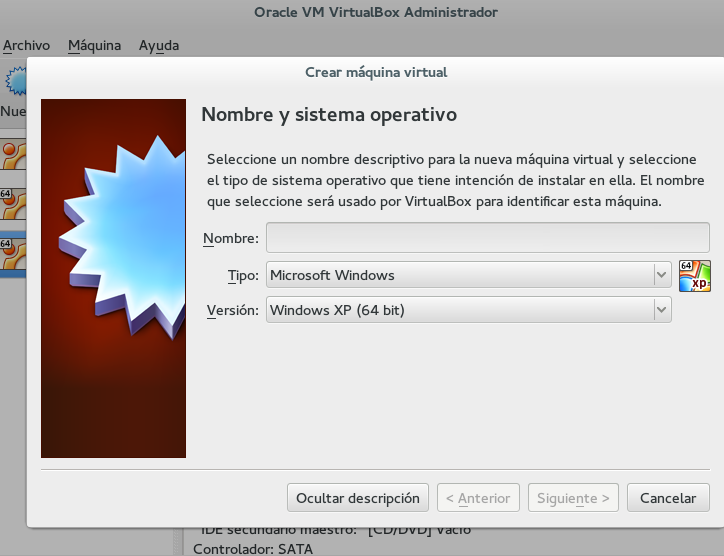 Oracle VM VirtualBox Administrador
Archivo Máquina Ayuda
Crear máquina virtual
Nue
Nombre y sistema operativo
Seleccione un nombre descriptivo para la nueva máquina virtual y seleccione
el tipo de sistema operativo que tiene intención de instalar en ella. El nombre
que seleccione será usado por VirtualBox para identificar esta máquina.
64
64
Nombre:
Tipo: Microsoft Windows
64
xp
Versión: Windows XP (64 bit)
Ocultar descripción < Anterior Siguiente > Cancelar
IDE secundario maestro: [CD/DVD] Vacío
Controlador: SATA